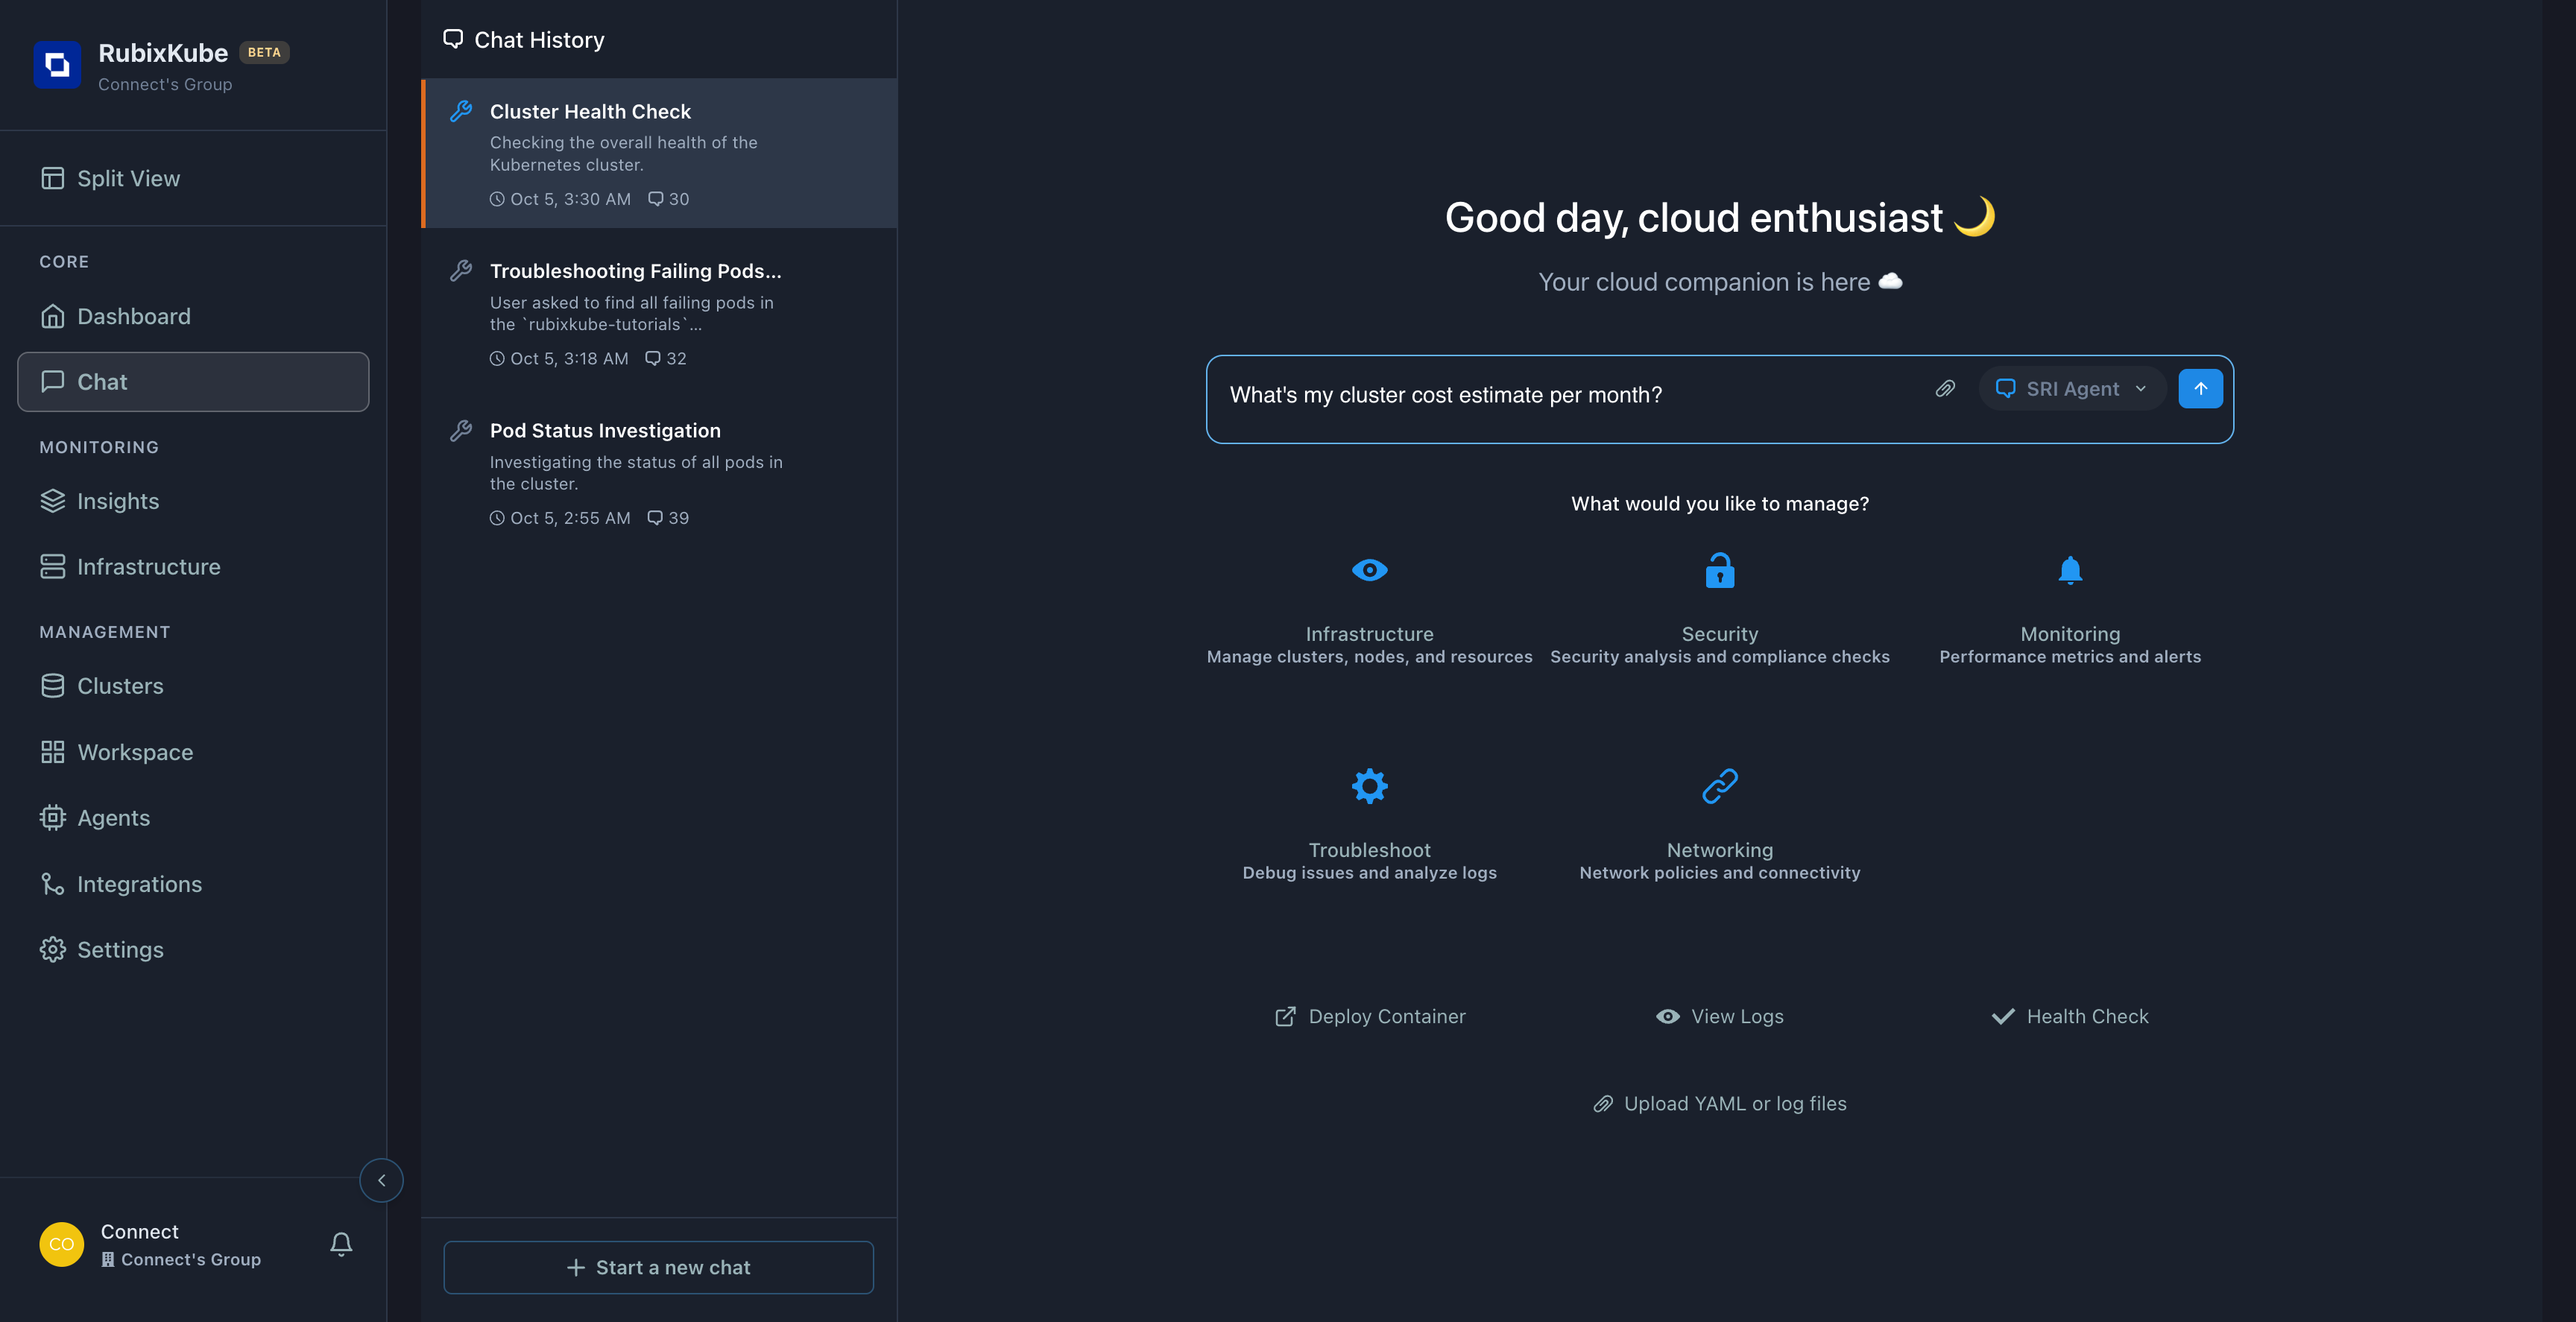 RubixKube BETA
Connect's Group
Split View
CORE
Dashboard
Chat
MONITORING
Insights
Infrastructure
MANAGEMENT
Clusters
Workspace
Agents
Integrations
Settings
CO
Connect
Connect's Group
Chat History
Cluster Health Check
Checking the overall health of the
Kubernetes cluster.
Oct 5, 3:30 AM 30
Troubleshooting Failing Pods...
User asked to find all failing pods in
the `rubixkube-tutorials`...
Oct 5, 3:18 AM 32
Pod Status Investigation
Investigating the status of all pods in
the cluster.
Oct 5, 2:55 AM 39
Start a new chat
Good day, cloud enthusiast 🌙
Your cloud companion is here ☁️
What's my cluster cost estimate per month?
SRI Agent
What would you like to manage?
Infrastructure
Manage clusters, nodes, and resources
Security
Security analysis and compliance checks
Monitoring
Performance metrics and alerts
Troubleshoot
Debug issues and analyze logs
Networking
Network policies and connectivity
Deploy Container
View Logs
Health Check
Upload YAML or log files